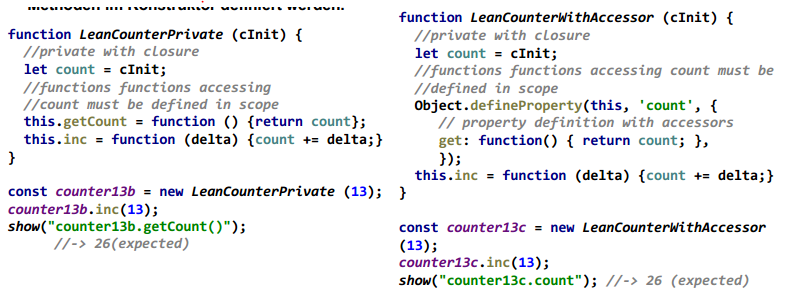 Methoden im Konstruktor definiert werden.
function LeanCounterPrivate (cInit) {
//private with closure
let count = cInit;
//functions functions accessing
//count must be defined in scope
this.getCount = function () {return count};
this.inc = function (delta) {count += delta;}
}
const counter13b = new LeanCounterPrivate (13);
counter13b.inc(13);
show("counter13b.getCount()");
//-> 26(expected)
function LeanCounterWithAccessor (cInit) {
//private with closure
let count = cInit;
//functions functions accessing count must be
//defined in scope
Object.defineProperty(this, 'count', {
// property definition with accessors
get: function() { return count; },
});
this.inc = function (delta) {count += delta;}
}
const counter13c = new LeanCounterWithAccessor
(13);
counter13c.inc(13);
show("counter13c.count"); //-> 26 (expected)